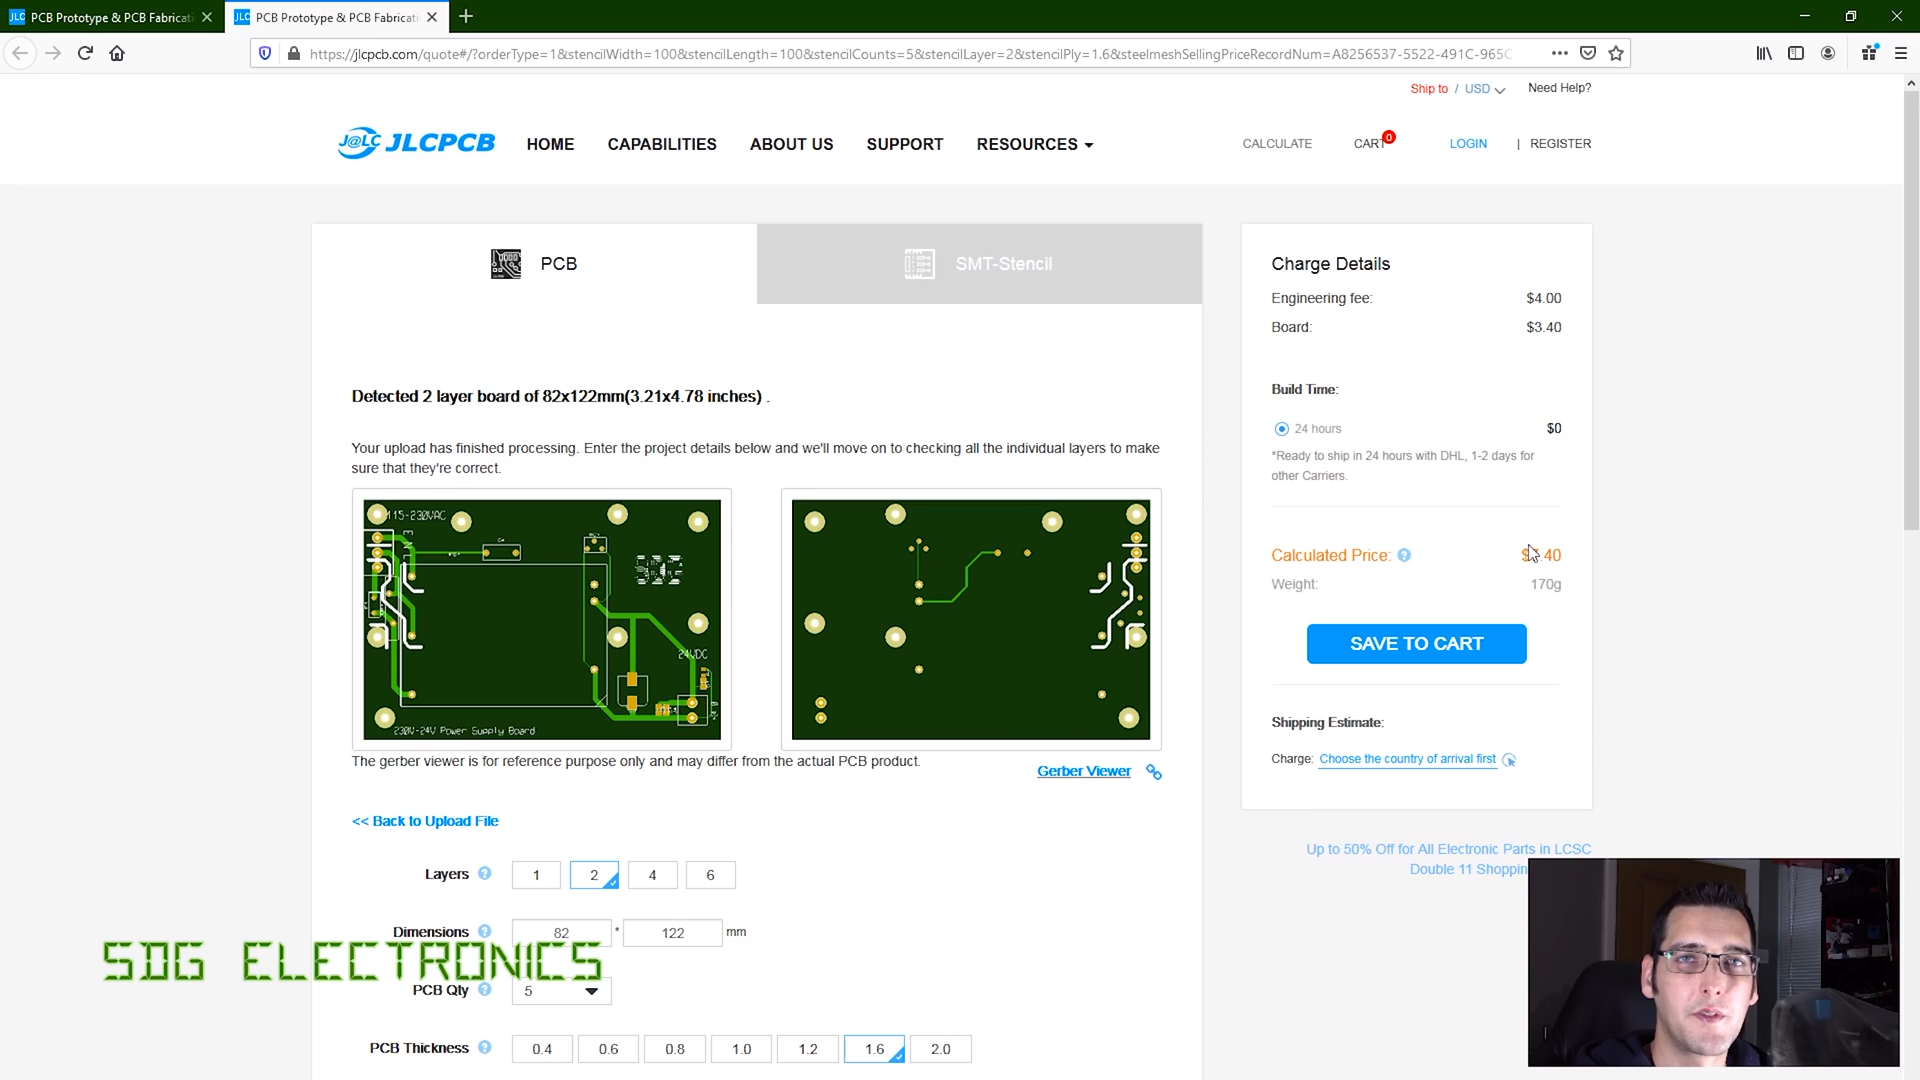 JLC PCB Prototype & PCB Fabricati
JLC PCB Prototype & PCB Fabricati
https://jlcpcb.com/quote#/?orderType=1&stencilWidth=100&stencilLength=100&stencilCounts=5&stencilLayer=2&stencilPly=1.6&steelmeshSellingPriceRecordNum=A8256537-5522-491C-965C
Ship to / USD Need Help?
J@LC JLCPCB HOME CAPABILITIES ABOUT US SUPPORT RESOURCES CALCULATE CART 0 LOGIN | REGISTER
PCB
SMT-Stencil
Detected 2 layer board of 82x122mm(3.21x4.78 inches) .
Your upload has finished processing. Enter the project details below and we'll move on to checking all the individual layers to make
sure that they're correct.
115-230VAC
SDG
24VDC
230V-24V Power Supply Board
The gerber viewer is for reference purpose only and may differ from the actual PCB product.
Gerber Viewer
<< Back to Upload File
Layers ? 1 2 4 6
Dimensions ? 82 * 122 mm
PCB Qty ? 5
PCB Thickness ? 0.4 0.6 0.8 1.0 1.2 1.6 2.0
Charge Details
Engineering fee: $4.00
Board: $3.40
Build Time:
24 hours $0
*Ready to ship in 24 hours with DHL, 1-2 days for
other Carriers.
Calculated Price: ? .40
Weight: 170g
SAVE TO CART
Shipping Estimate:
Charge: Choose the country of arrival first
Up to 50% Off for All Electronic Parts in LCSC
Double 11 Shoppin
SDG ELECTRONICS